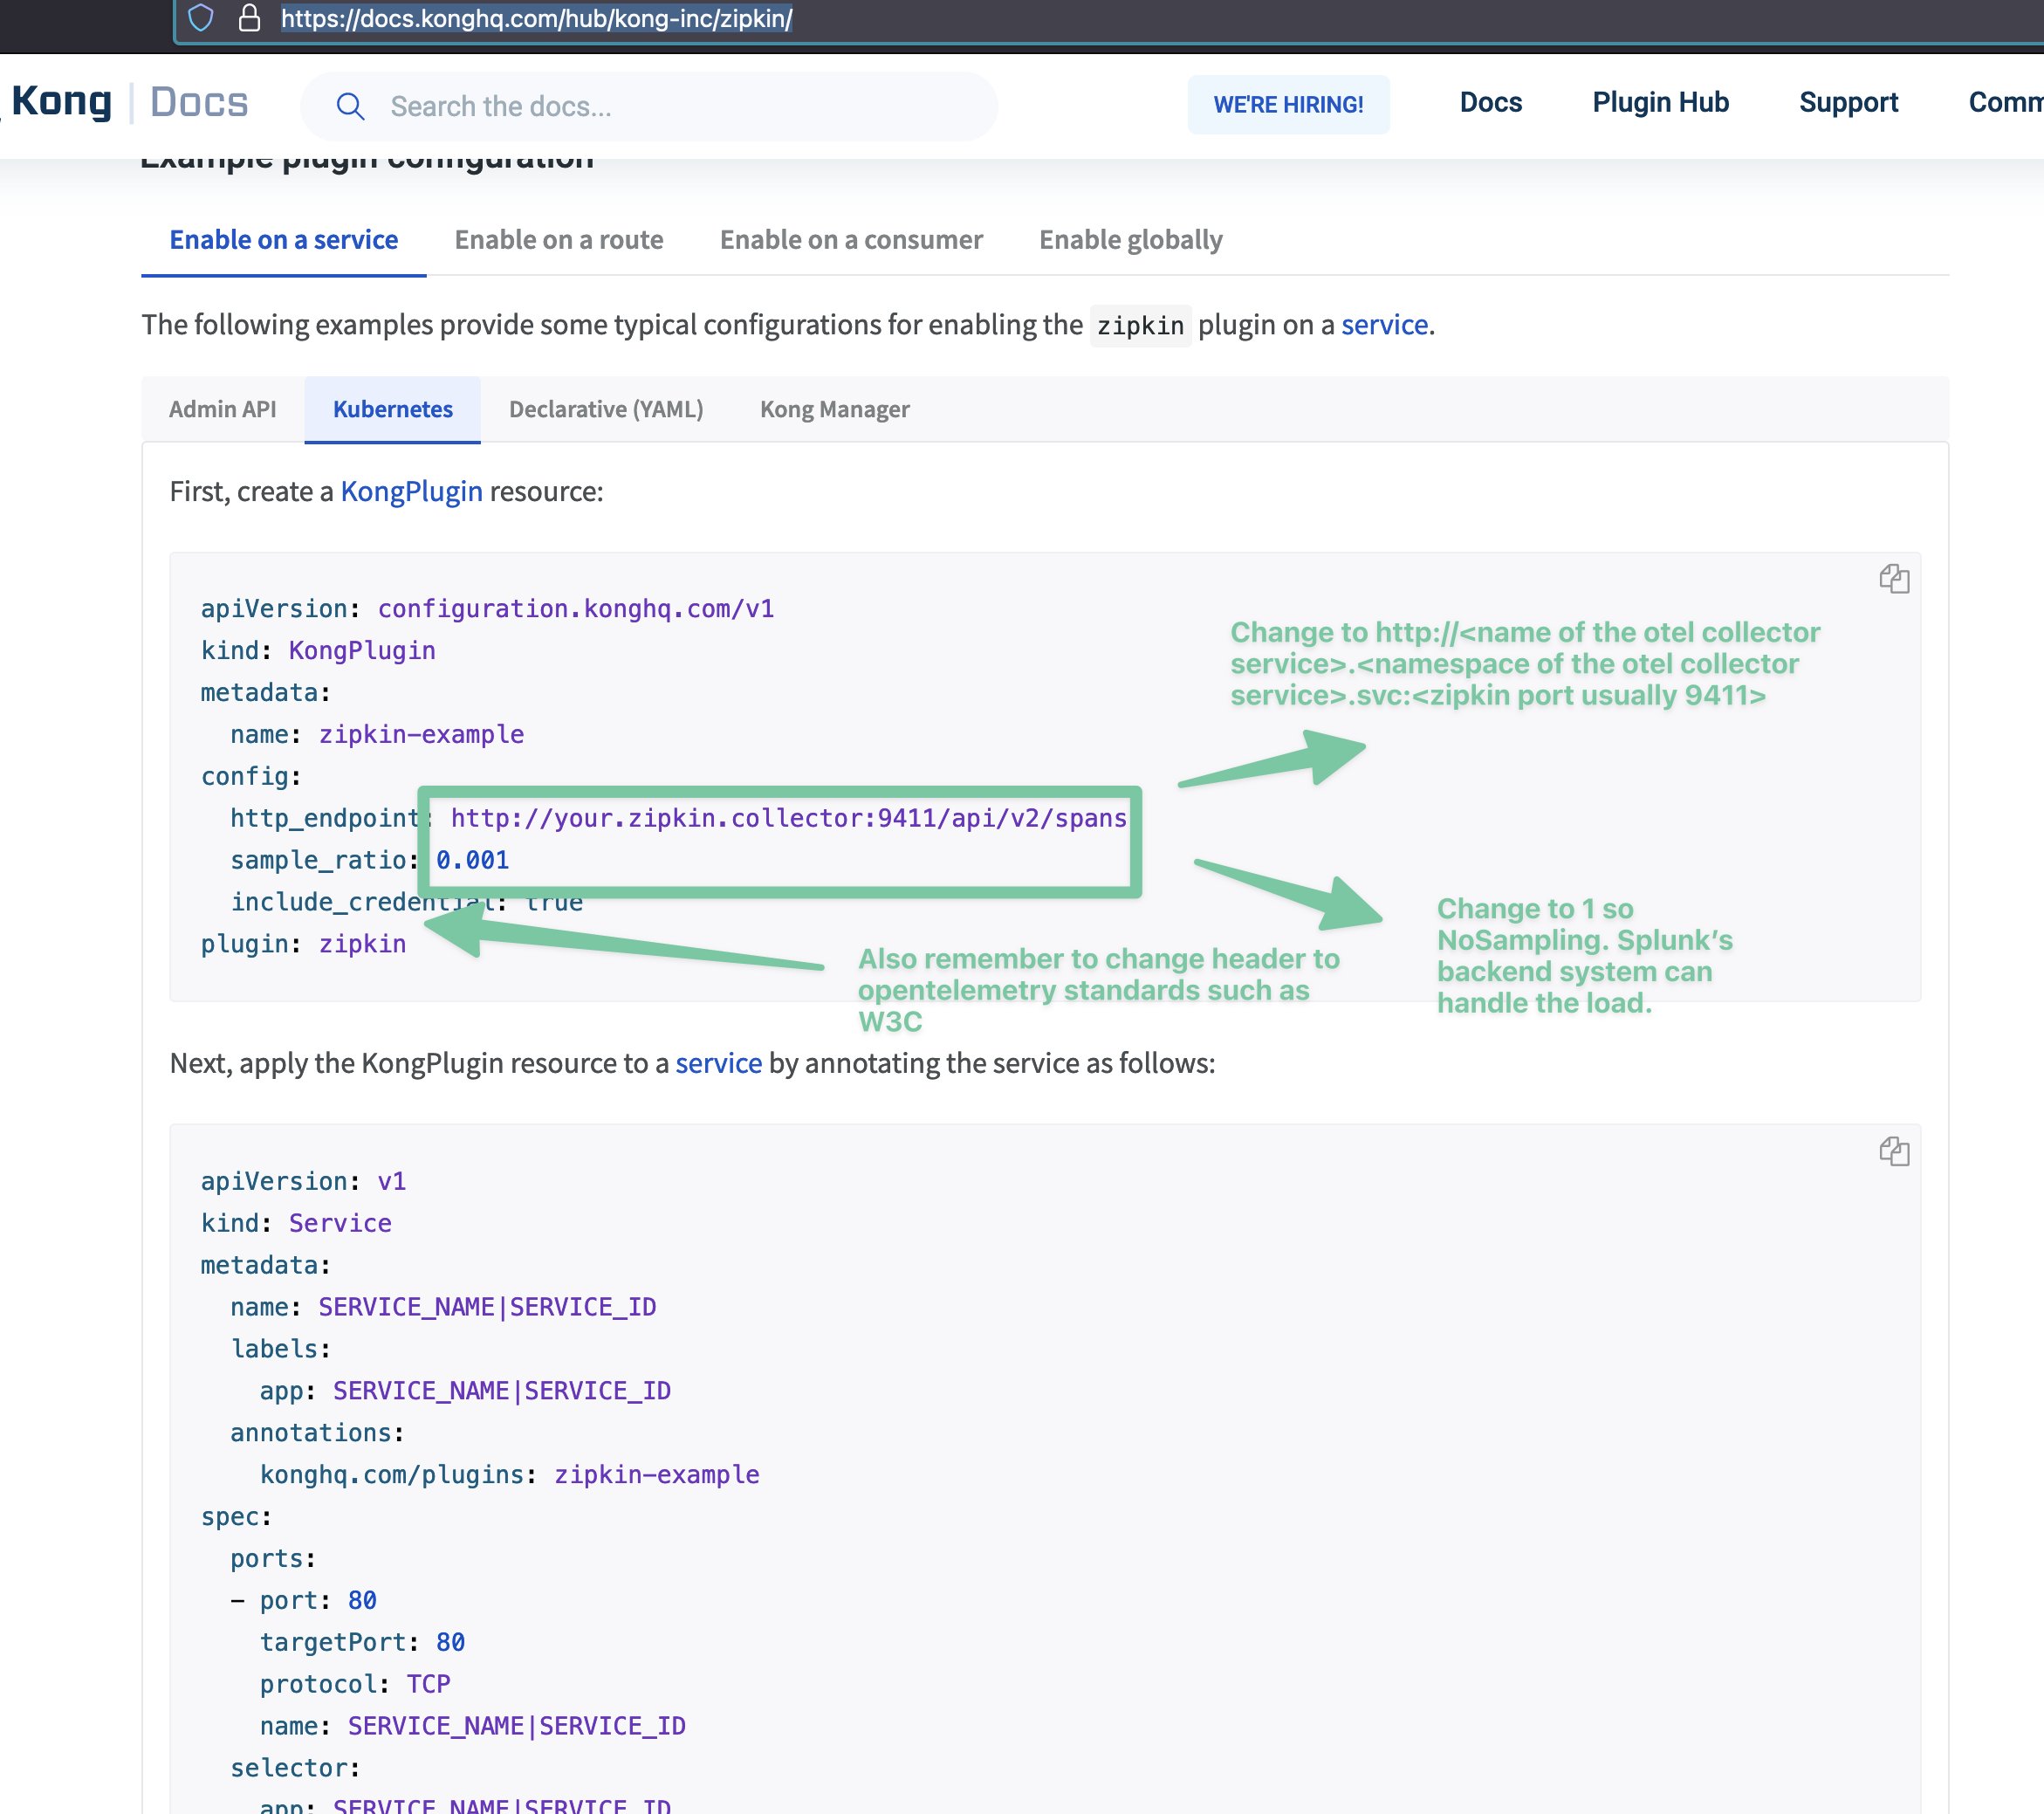 https://docs.konghq.com/hub/kong-inc/zipkin/
Kong | Docs
Search the docs...
WE'RE HIRING!
Docs
Plugin Hub
Support
Comm
Example plugin configuration
Enable on a service
Enable on a route
Enable on a consumer
Enable globally
The following examples provide some typical configurations for enabling the zipkin plugin on a service.
Admin API
Kubernetes
Declarative (YAML)
Kong Manager
First, create a KongPlugin resource:
apiVersion: configuration.konghq.com/v1
kind: KongPlugin
metadata:
  name: zipkin-example
config:
  http_endpoint: http://your.zipkin.collector:9411/api/v2/spans
  sample_ratio: 0.001
  include_credential: true
plugin: zipkin
Change to http://<name of the otel collector
service>.<namespace of the otel collector
service>.svc:<zipkin port usually 9411>
Change to 1 so
NoSampling. Splunk's
backend system can
handle the load.
Also remember to change header to
opentelemetry standards such as
W3C
Next, apply the KongPlugin resource to a service by annotating the service as follows:
apiVersion: v1
kind: Service
metadata:
  name: SERVICE_NAME|SERVICE_ID
  labels:
    app: SERVICE_NAME|SERVICE_ID
  annotations:
    konghq.com/plugins: zipkin-example
spec:
  ports:
  - port: 80
    targetPort: 80
    protocol: TCP
    name: SERVICE_NAME|SERVICE_ID
  selector:
    app: SERVICE_NAME|SERVICE_ID